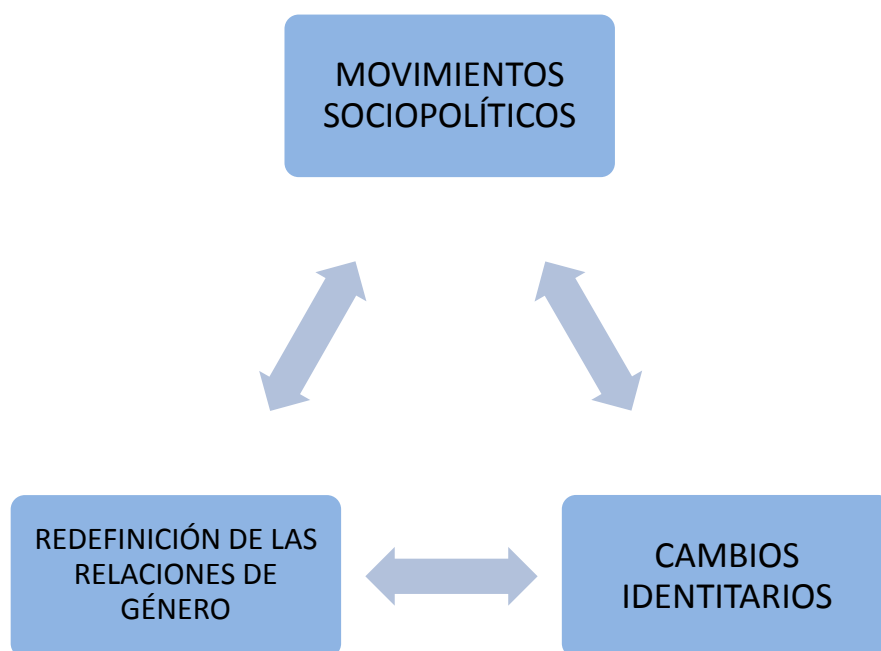 MOVIMIENTOS
SOCIOPOLÍTICOS
REDEFINICIÓN DE LAS
RELACIONES DE
GÉNERO
CAMBIOS
IDENTITARIOS